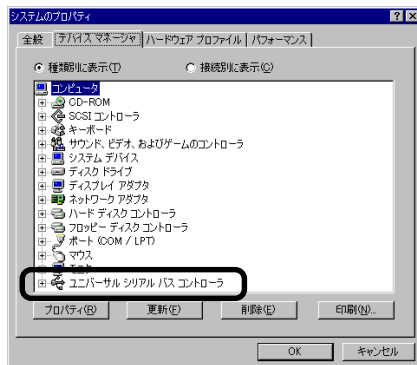 システムのプロパティ
全般 デバイス マネージャ ハードウェア プロファイル パフォーマンス
種類別に表示(T) 接続別に表示(C)
コンピュータ
CD-ROM
SCSI コントローラ
キーボード
サウンド、ビデオ、およびゲームのコントローラ
システム デバイス
ディスク ドライブ
ディスプレイ アダプタ
ネットワーク アダプタ
ハード ディスク コントローラ
フロッピー ディスク コントローラ
ポート (COM / LPT)
マウス
モニタ
ユニバーサル シリアル バス コントローラ
プロパティ(R) 更新(F) 削除(E) 印刷(N)...
OK キャンセル